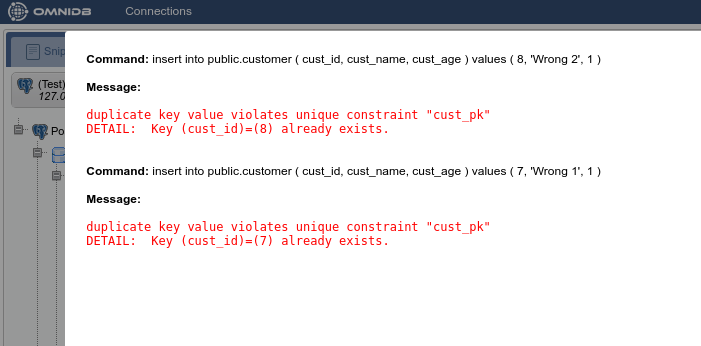 OMNIDB Connections
Snip
(Test)
127.0
Po
Command: insert into public.customer ( cust_id, cust_name, cust_age ) values ( 8, 'Wrong 2', 1 )
Message:
duplicate key value violates unique constraint "cust_pk"
DETAIL:  Key (cust_id)=(8) already exists.
Command: insert into public.customer ( cust_id, cust_name, cust_age ) values ( 7, 'Wrong 1', 1 )
Message:
duplicate key value violates unique constraint "cust_pk"
DETAIL:  Key (cust_id)=(7) already exists.